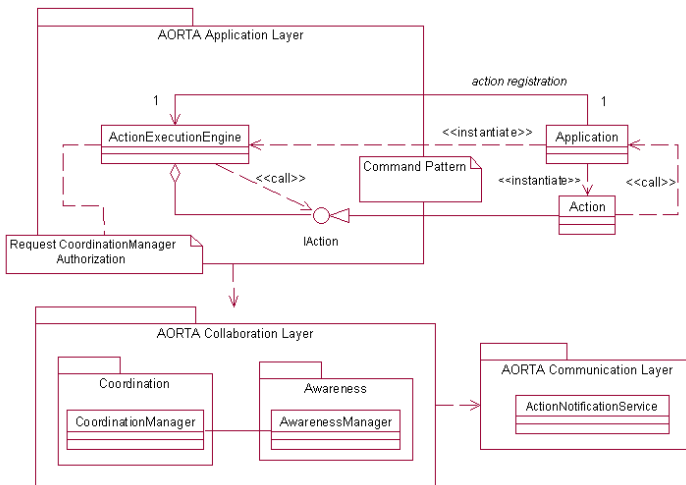 AORTA Application Layer
action registration
1
1
ActionExecutionEngine
<<instantiate>>
Application
Command Pattern
<<call>>
<<instantiate>>
<<call>>
Action
IAction
Request CoordinationManager
Authorization
AORTA Collaboration Layer
AORTA Communication Layer
Coordination
Awareness
ActionNotificationService
CoordinationManager
AwarenessManager